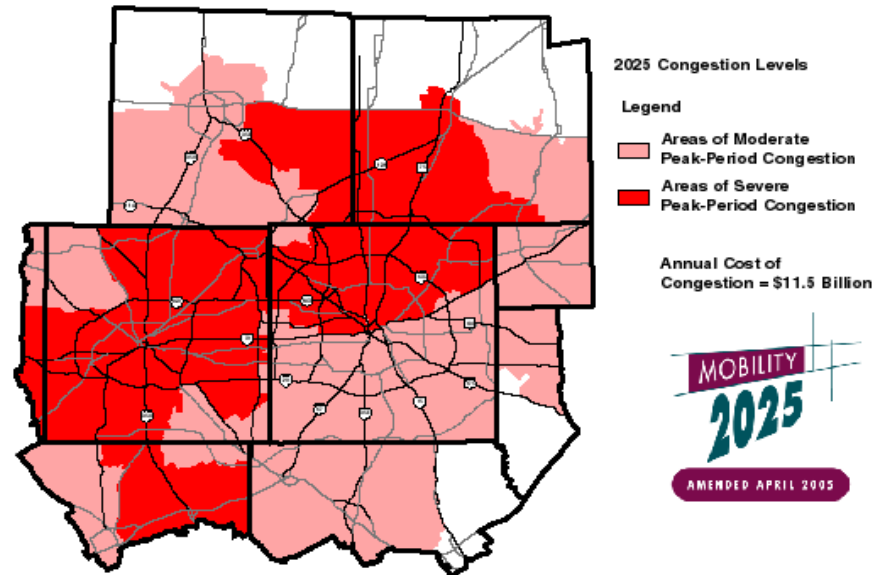 2025 Congestion Levels
Legend
Areas of Moderate
Peak-Period Congestion
Areas of Severe
Peak-Period Congestion
Annual Cost of
Congestion = $11.5 Billion
MOBILITY
2025
AMENDED APRIL 2005